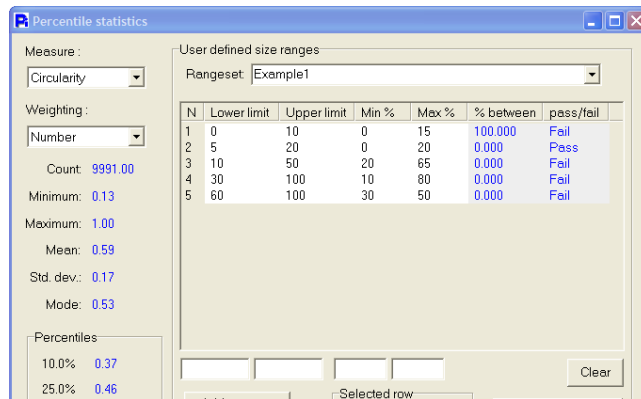 Percentile statistics
Measure :
Circularity
Weighting :
Number
Count: 9991.00
Minimum: 0.13
Maximum: 1.00
Mean: 0.59
Std. dev.: 0.17
Mode: 0.53
Percentiles
10.0% 0.37
25.0% 0.46
User defined size ranges
Rangeset: Example1
N Lower limit Upper limit Min % Max % % between pass/fail
1 0 10 0 15 100.000 Fail
2 5 20 0 20 0.000 Pass
3 10 50 20 65 0.000 Fail
4 30 100 10 80 0.000 Fail
5 60 100 30 50 0.000 Fail
Clear
Selected row